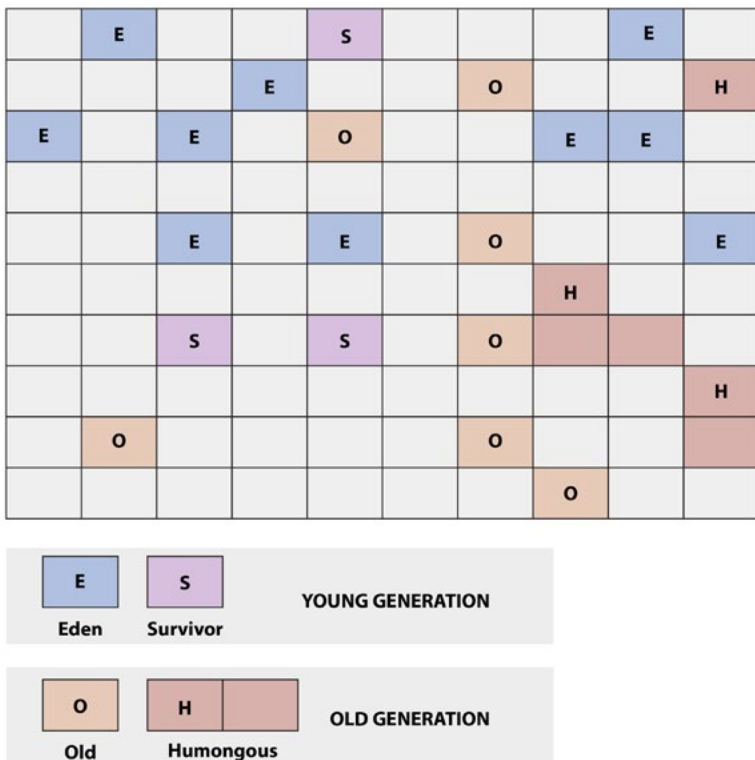 E S E
E O H
E E O E E
E E O E
H
S S O
H
O O
O
E S YOUNG GENERATION
Eden Survivor
O H OLD GENERATION
Old Humongous